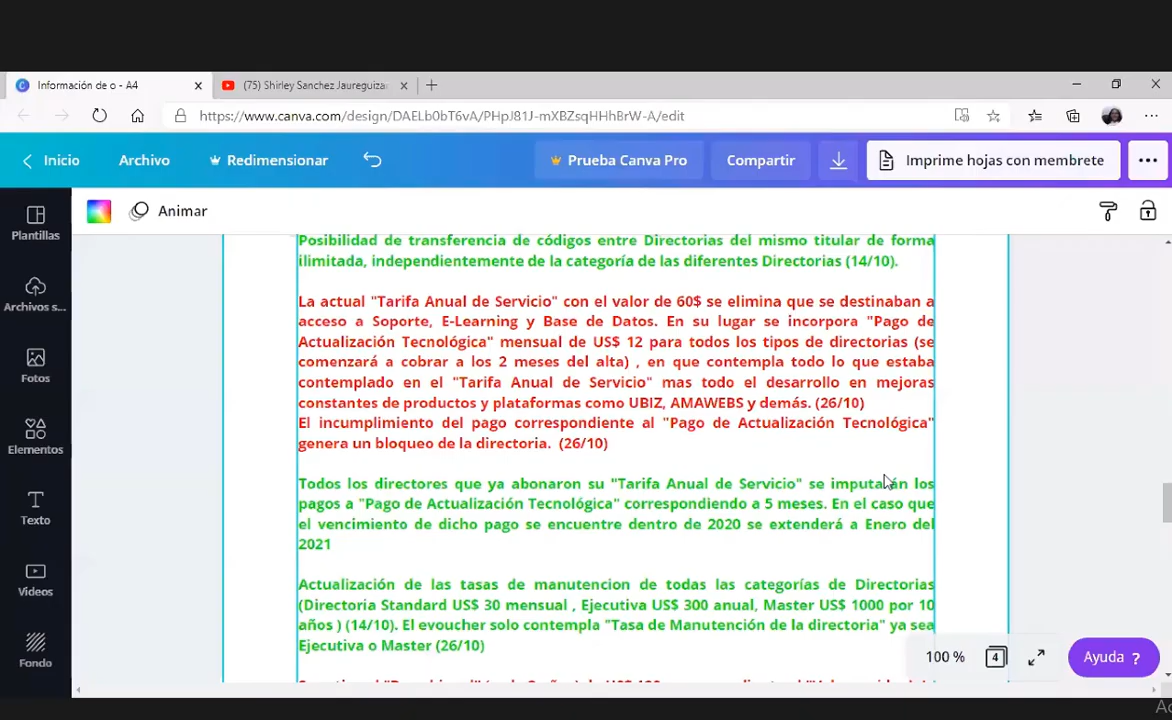 Información de o - A4
(75) Shirley Sanchez Jaureguiza
https://www.canva.com/design/DAELb0bT6vA/PHpJ81J-mXBZsqHHhBrW-A/edit
Inicio
Archivo
Redimensionar
Prueba Canva Pro
Compartir
Imprime hojas con membrete
Plantillas
Animar
Archivos s...
Fotos
Elementos
Texto
Videos
Fondo
Posibilidad de transferencia de códigos entre Directorias del mismo titular de forma
ilimitada, independientemente de la categoría de las diferentes Directorias (14/10).
La actual "Tarifa Anual de Servicio" con el valor de 60$ se elimina que se destinaban a
acceso a Soporte, E-Learning y Base de Datos. En su lugar se incorpora "Pago de
Actualización Tecnológica" mensual de US$ 12 para todos los tipos de directorias (se
comenzará a cobrar a los 2 meses del alta) , en que contempla todo lo que estaba
contemplado en el "Tarifa Anual de Servicio" mas todo el desarrollo en mejoras
constantes de productos y plataformas como UBIZ, AMAWEBS y demás. (26/10)
El incumplimiento del pago correspondiente al "Pago de Actualización Tecnológica"
genera un bloqueo de la directoria. (26/10)
Todos los directores que ya abonaron su "Tarifa Anual de Servicio" se imputarán los
pagos a "Pago de Actualización Tecnológica" correspondiendo a 5 meses. En el caso que
el vencimiento de dicho pago se encuentre dentro de 2020 se extenderá a Enero del
2021
Actualización de las tasas de manutencion de todas las categorías de Directorias
(Directoria Standard US$ 30 mensual , Ejecutiva US$ 300 anual, Master US$ 1000 por 10
años ) (14/10). El evoucher solo contempla "Tasa de Manutención de la directoria" ya sea
Ejecutiva o Master (26/10)
100 %
4
Ayuda ?